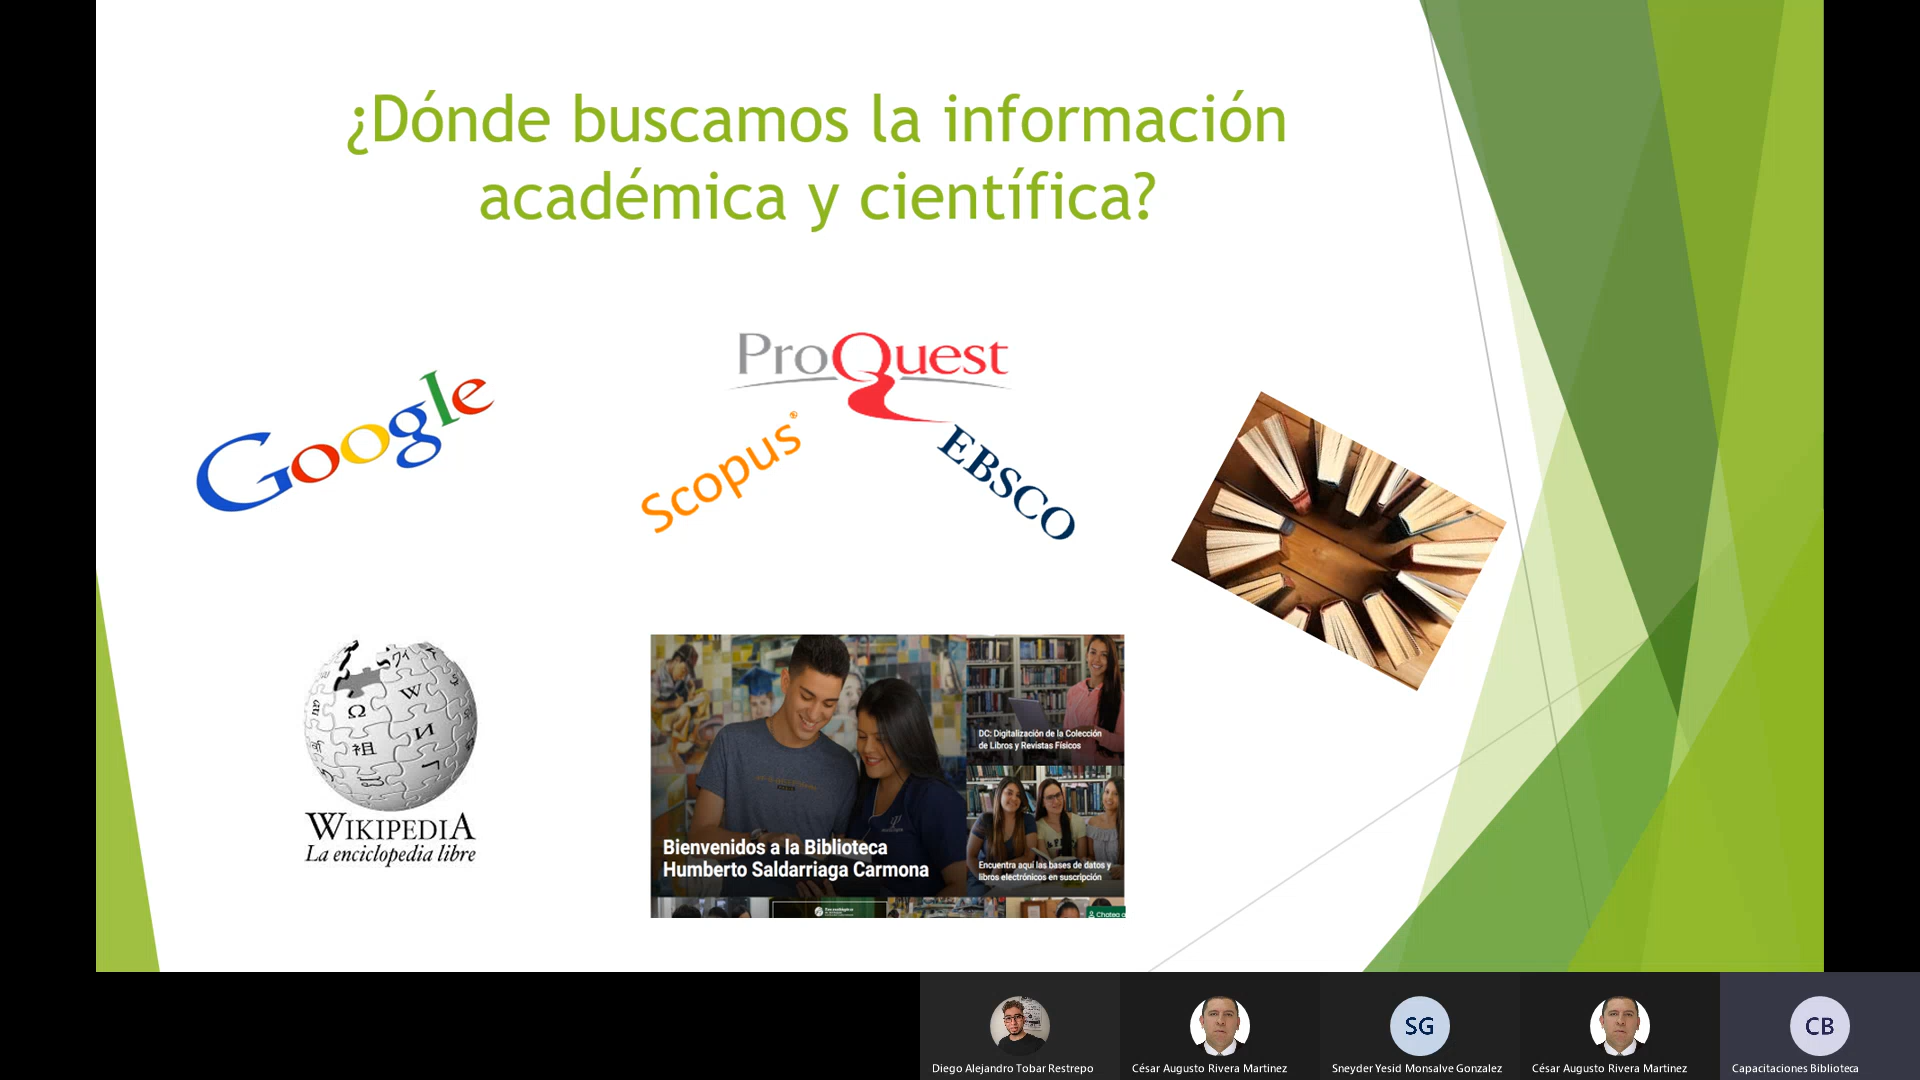 ¿Dónde buscamos la información
académica y científica?
Google
ProQuest
Scopus®
EBSCO
WIKIPEDIA
La enciclopedia libre
Bienvenidos a la Biblioteca
Humberto Saldarriaga Carmona
DC: Digitalización de la Colección
de Libros y Revistas Físicos
Encuentra aquí las bases de datos y
libros electrónicos en suscripción
Chatea
SG
CB
Diego Alejandro Tobar Restrepo
César Augusto Rivera Martinez
Sneyder Yesid Monsalve Gonzalez
César Augusto Rivera Martinez
Capacitaciones Biblioteca